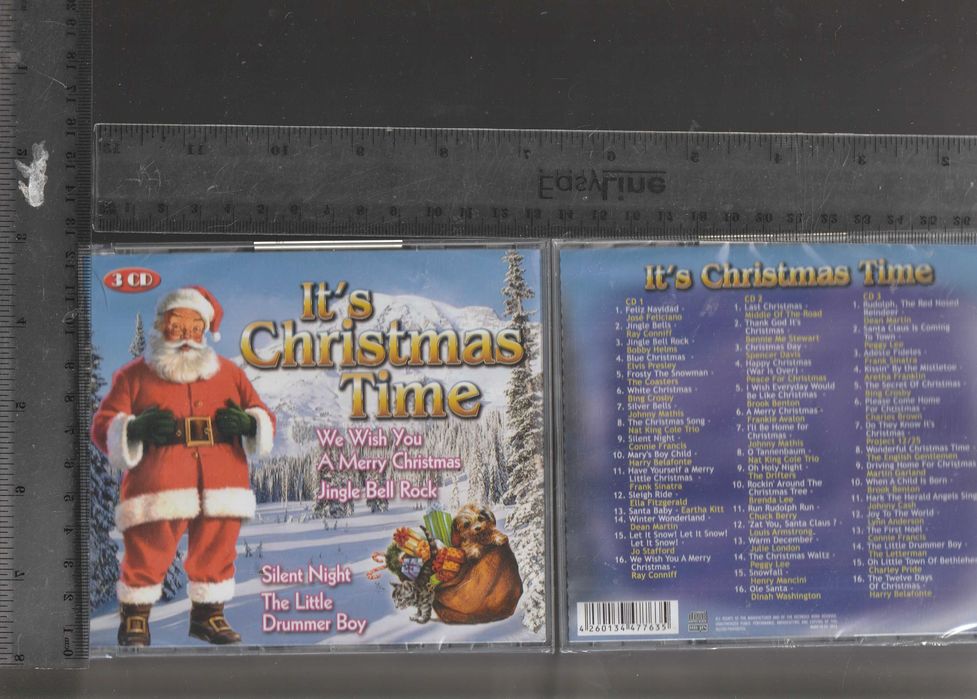 EasyLine
3 CD
It's
Christmas
Time
We Wish You
A Merry Christmas
Jingle Bell Rock
Silent Night
The Little
Drummer Boy
It's Christmas Time
CD 1
1. Feliz Navidad -
José Feliciano
2. Jingle Bells -
Ray Conniff
3. Jingle Bell Rock -
Bobby Helms
4. Blue Christmas -
Elvis Presley
5. Frosty The Snowman -
The Coasters
6. White Christmas -
Bing Crosby
7. Silver Bells -
Johnny Mathis
8. The Christmas Song -
Nat King Cole Trio
9. Silent Night -
Connie Francis
10. Mary's Boy Child -
Harry Belafonte
11. Have Yourself a Merry
Little Christmas -
Frank Sinatra
12. Sleigh Ride -
Ella Fitzgerald
13. Santa Baby - Eartha Kitt
14. Winter Wonderland -
Dean Martin
15. Let It Snow! Let It Snow!
Let It Snow! -
Jo Stafford
16. We Wish You A Merry
Christmas -
Ray Conniff
CD 2
1. Last Christmas -
Middle Of The Road
2. Thank God It's
Christmas -
Bennie Me Stewart
3. Christmas Day -
Spencer Davis
4. Happy Christmas
(War is Over) -
Peace For Christmas
5. I Wish Everyday Would
Be Like Christmas -
Brook Benton
6. A Merry Christmas -
Frankie Avalon
7. I'll Be Home for
Christmas -
Johnny Mathis
8. O Tannenbaum -
Nat King Cole Trio
9. Oh Holy Night -
The Drifters
10. Rockin' Around The
Christmas Tree -
Brenda Lee
11. Run Rudolph Run -
Chuck Berry
12. 'Zat You, Santa Claus ? -
Louis Armstrong
13. Warm December -
Julie London
14. The Christmas Waltz -
Peggy Lee
15. Snowfall -
Henry Mancini
16. Ole Santa -
Dinah Washington
CD 3
1. Rudolph, The Red Nosed
Reindeer -
Dean Martin
2. Santa Claus Is Coming
To Town -
Peggy Lee
3. Adeste Fideles -
Frank Sinatra
4. Kissin' By the Mistletoe -
Aretha Franklin
5. The Secret Of Christmas -
Bing Crosby
6. Please Come Home
For Christmas -
Charles Brown
7. Do They Know It's
Christmas -
Project 12/25
8. Wonderful Christmas Time -
The English Gentlemen
9. Driving Home For Christmas
Martin Garland
10. When A Child Is Born -
Brook Benton
11. Hark The Herald Angels Sing
Johnny Cash
12. Joy To The World -
Lynn Anderson
13. The First Noël -
Connie Francis
14. The Little Drummer Boy -
The Letterman
15. Oh Little Town Of Bethlehem
Charley Pride
16. The Twelve Days
Of Christmas -
Harry Belafonte
4 260134 477635